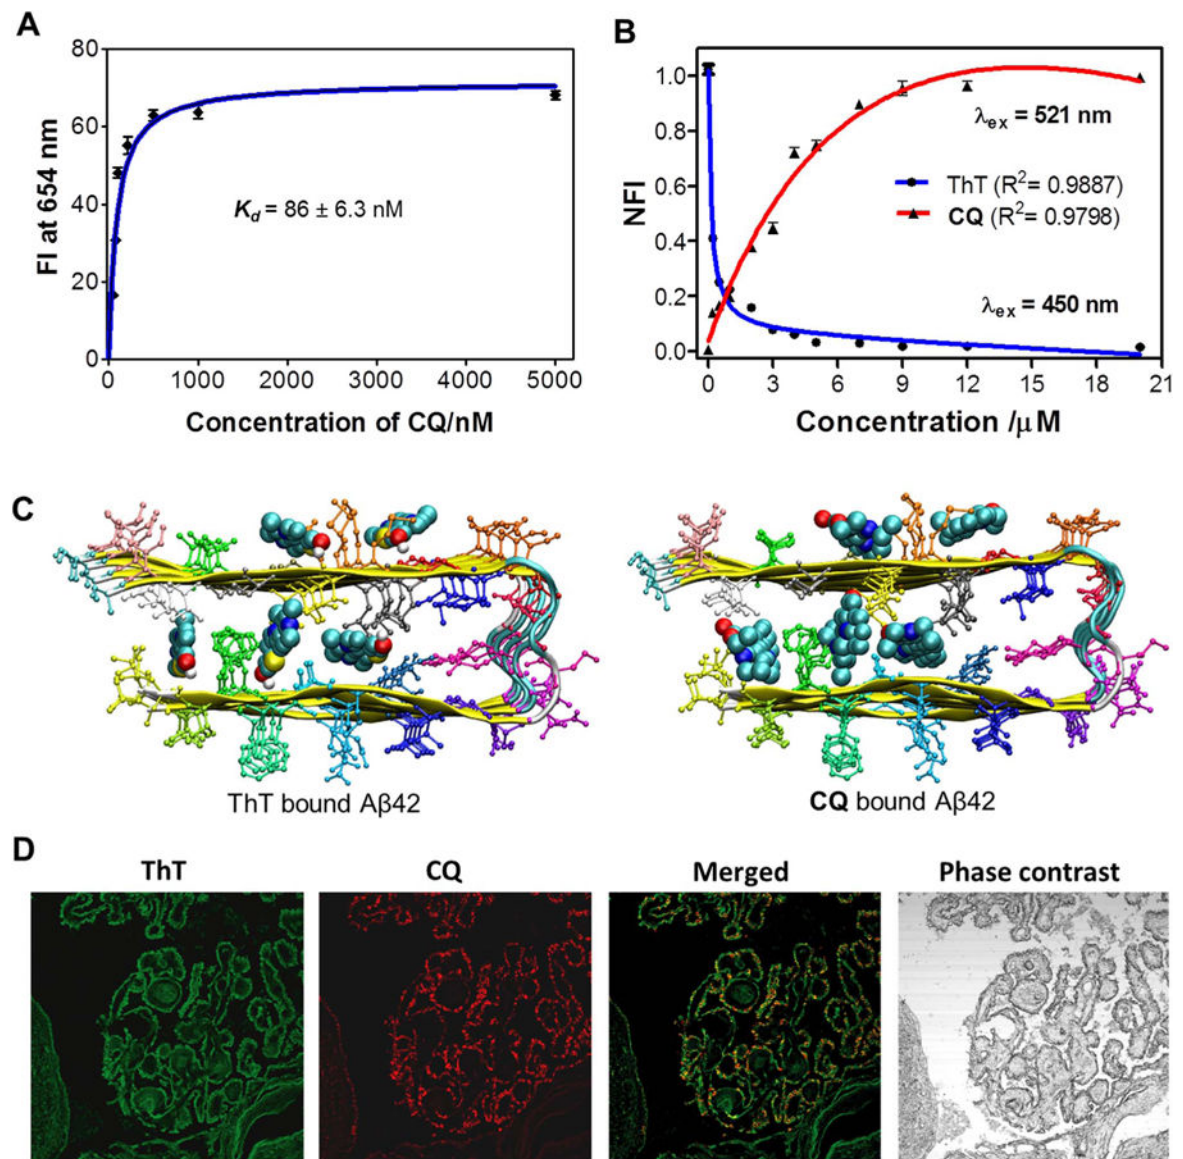 A
80
60
40
20
0
FI at 654 nm
K_d = 86 ± 6.3 nM
0 1000 2000 3000 4000 5000
Concentration of CQ/nM
B
1.0
0.8
0.6
0.4
0.2
0.0
NFI
λ_ex = 521 nm
ThT (R²= 0.9887)
CQ (R²= 0.9798)
λ_ex = 450 nm
0 3 6 9 12 15 18 21
Concentration /μM
C
ThT bound Aβ42
CQ bound Aβ42
D
ThT
CQ
Merged
Phase contrast